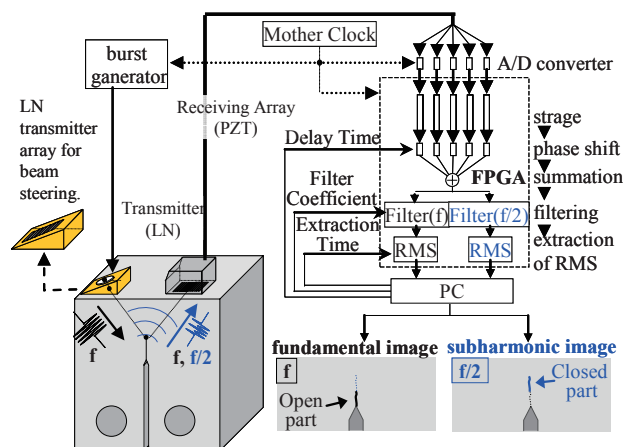 Mother Clock
burst
ganerator
A/D converter
Receiving Array
(PZT)
LN
transmitter
array for
beam
steering.
strage
Delay Time
phase shift
FPGA
summation
Filter
Coefficient
Transmitter
(LN)
Filter(f)
Filter(f/2)
filtering
Extraction
Time
RMS
RMS
extraction
of RMS
PC
f
f, f/2
fundamental image
subharmonic image
f
Open
part
f/2
Closed
part